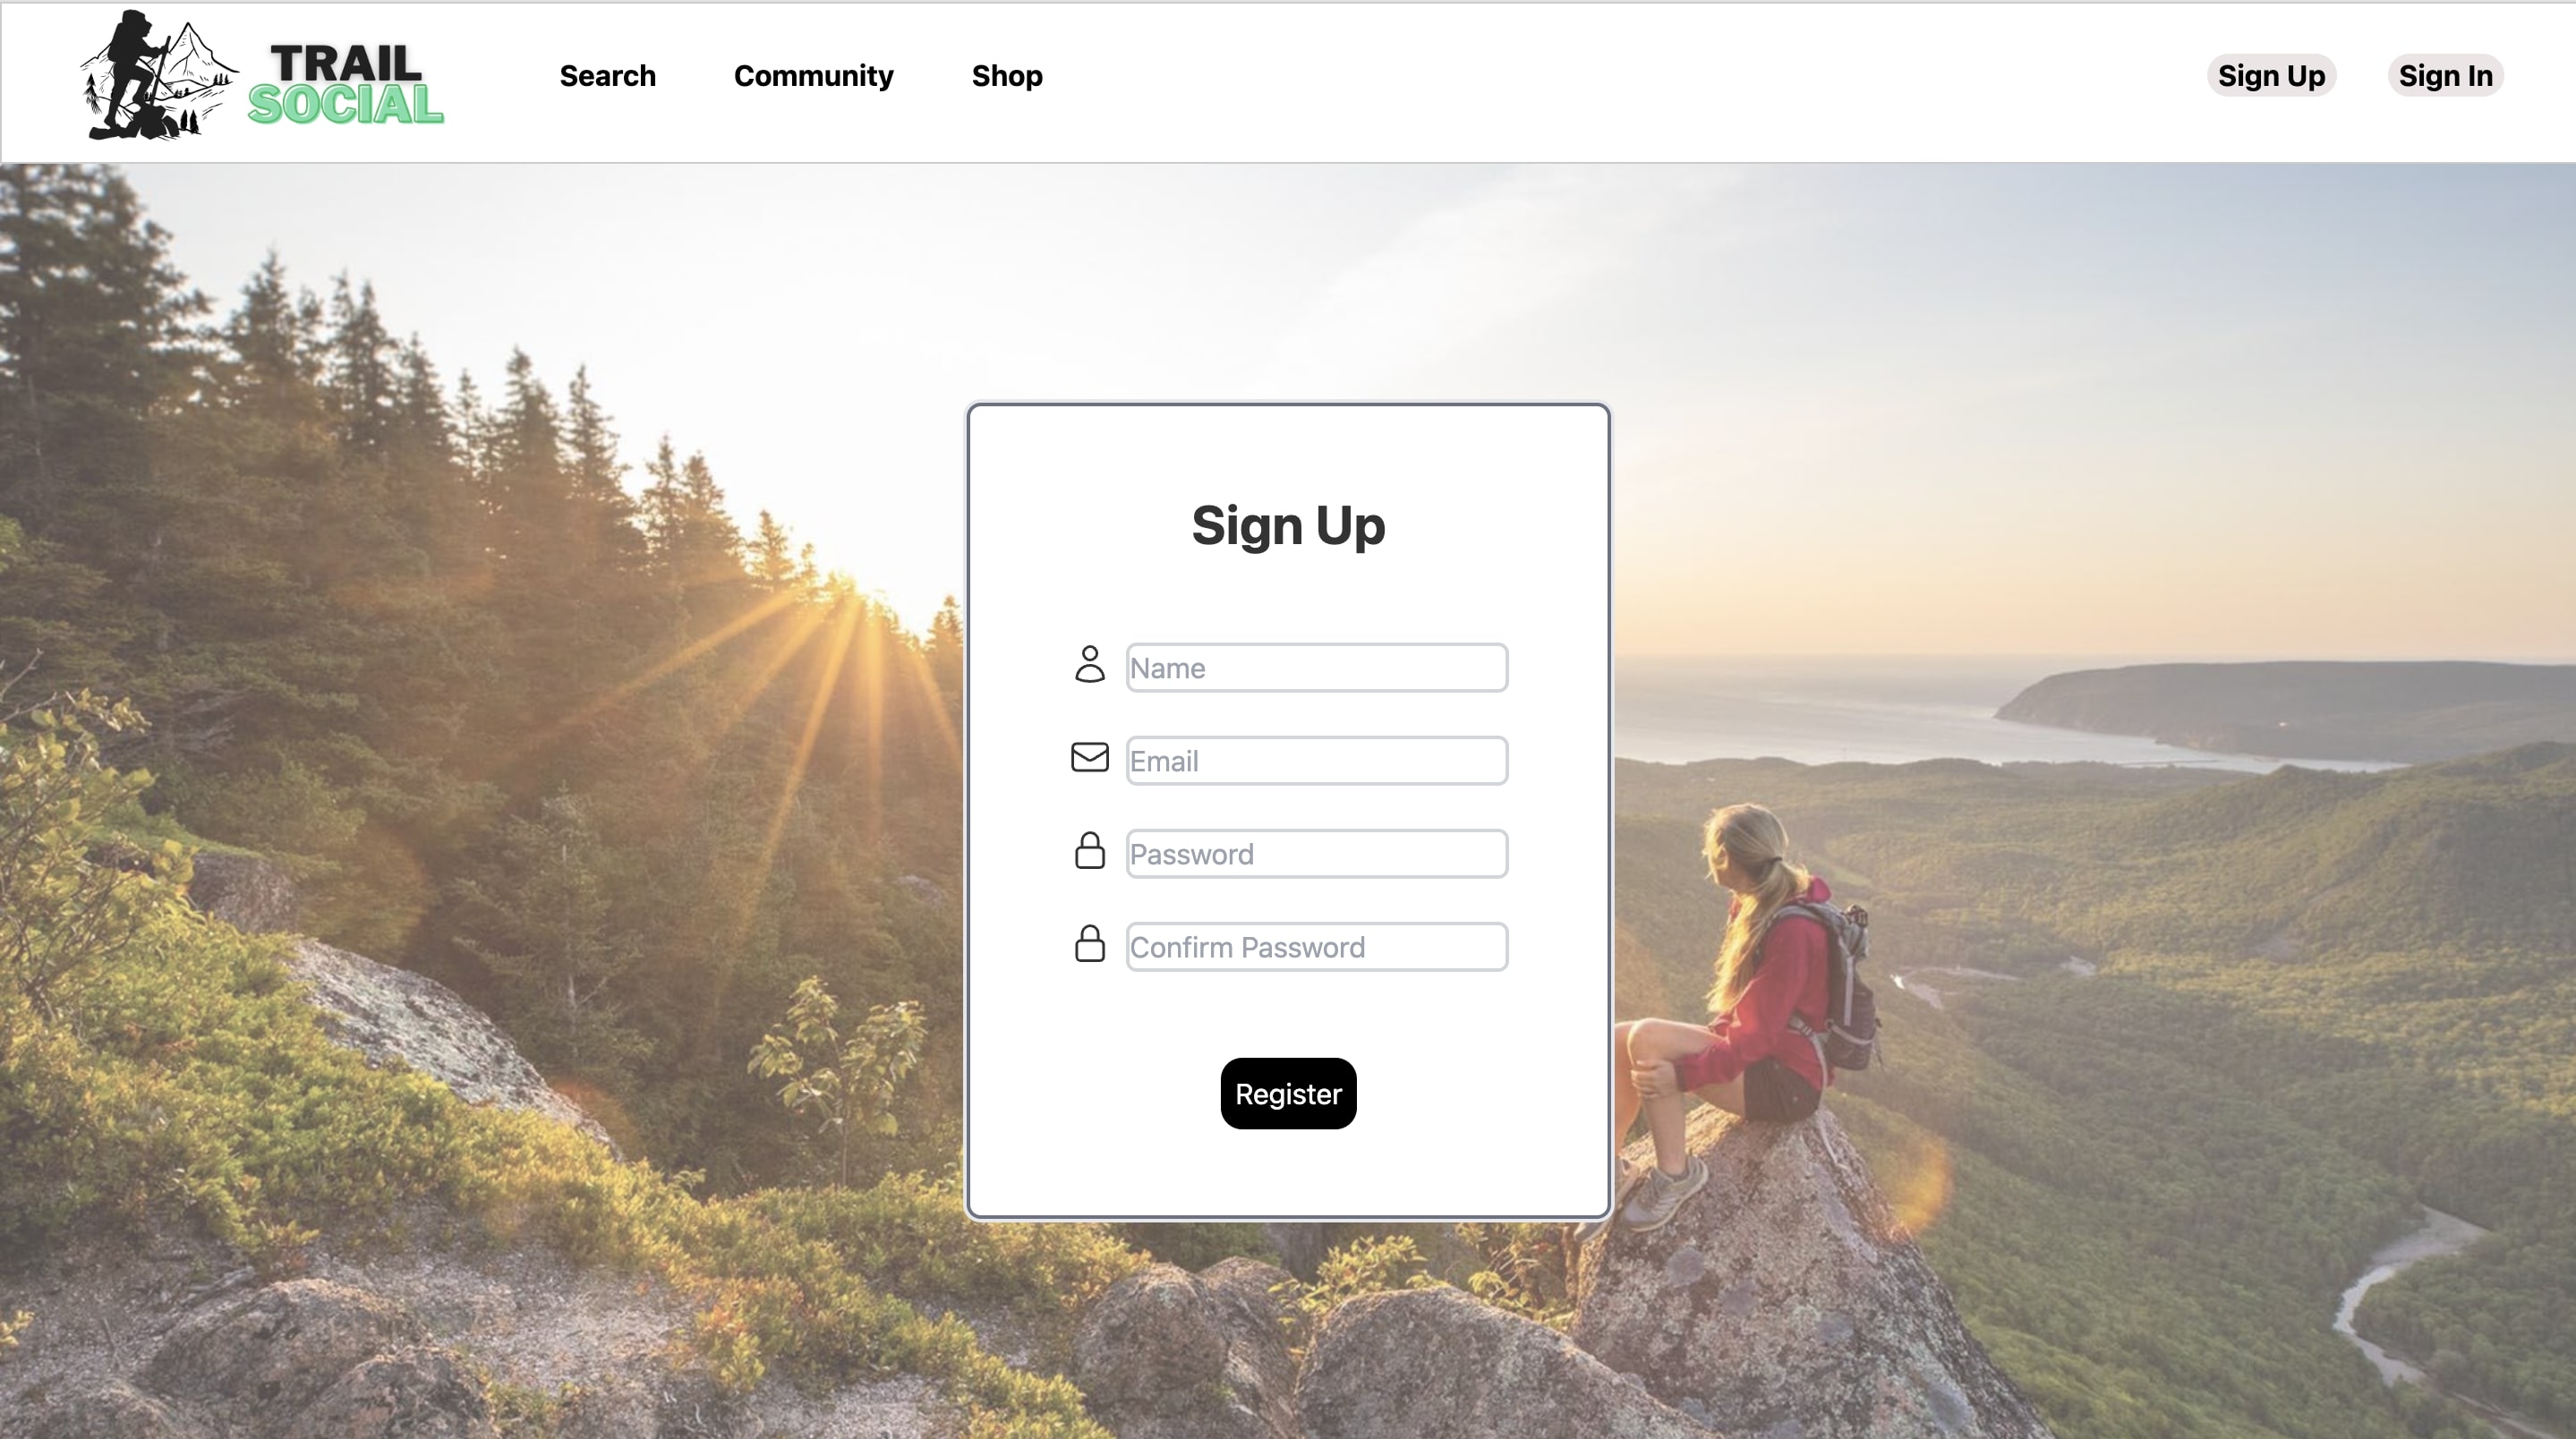 TRAIL
SOCIAL
Search Community Shop Sign Up Sign In
Sign Up
Name
Email
Password
Confirm Password
Register